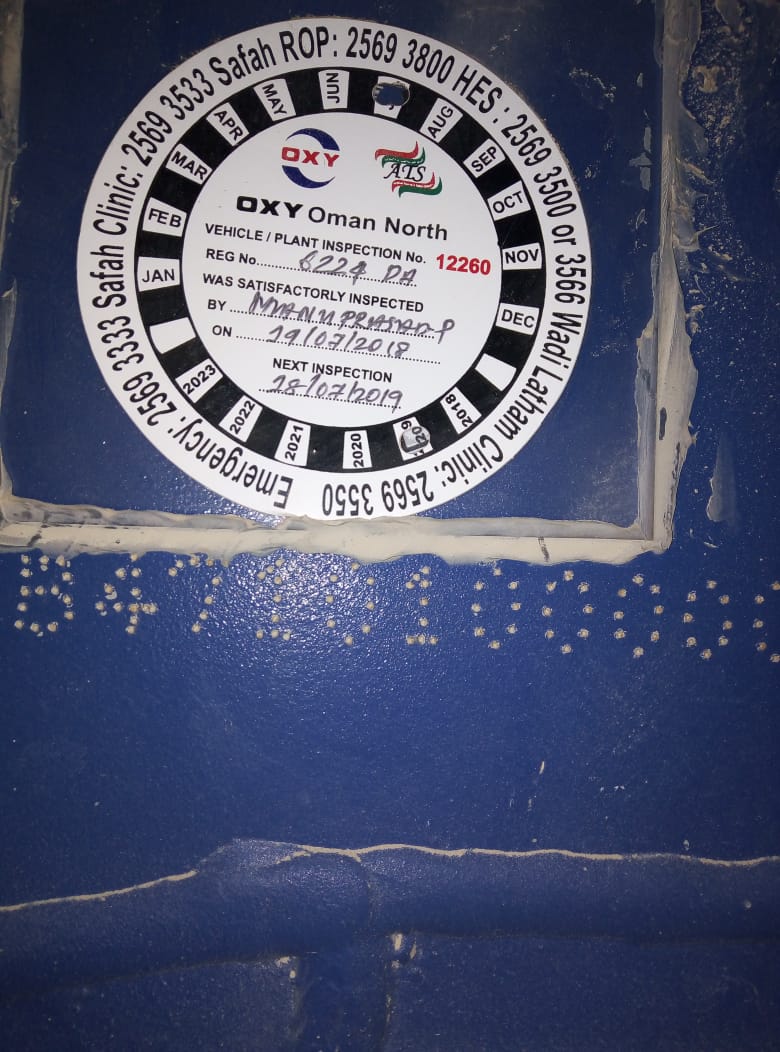 Emergency: 2569 3333 Safah Clinic: 2569 3533 Safah ROP: 2569 3800 HES : 2569 3500 or 3566 Wadi Latham Clinic: 2569 3550
JAN
FEB
MAR
APR
MAY
JUN
AUG
SEP
OCT
NOV
DEC
2018
2020
2021
2022
2023
OXY
ATS
OXY Oman North
VEHICLE / PLANT INSPECTION No. 12260
REG No. 6224 DA
WAS SATISFACTORILY INSPECTED
BY MANUPRASAD P
ON 19/07/2018
NEXT INSPECTION
18/07/2019